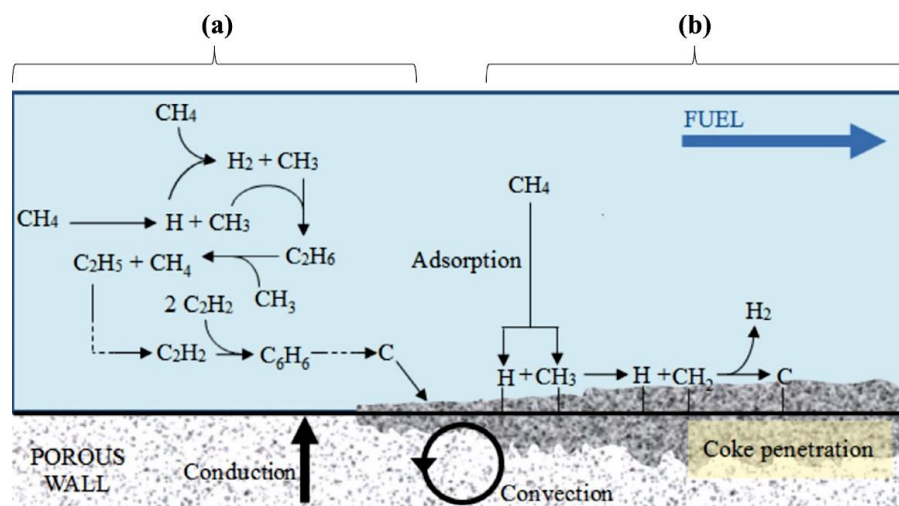 (a)
(b)
CH₄
FUEL
H₂ + CH₃
CH₄
CH₄
H + CH₃
C₂H₅ + CH₄
C₂H₆
Adsorption
2 C₂H₂
CH₃
H₂
C₂H₂
C₆H₆
C
H + CH₃
H + CH₂
C
POROUS
WALL
Conduction
Convection
Coke penetration